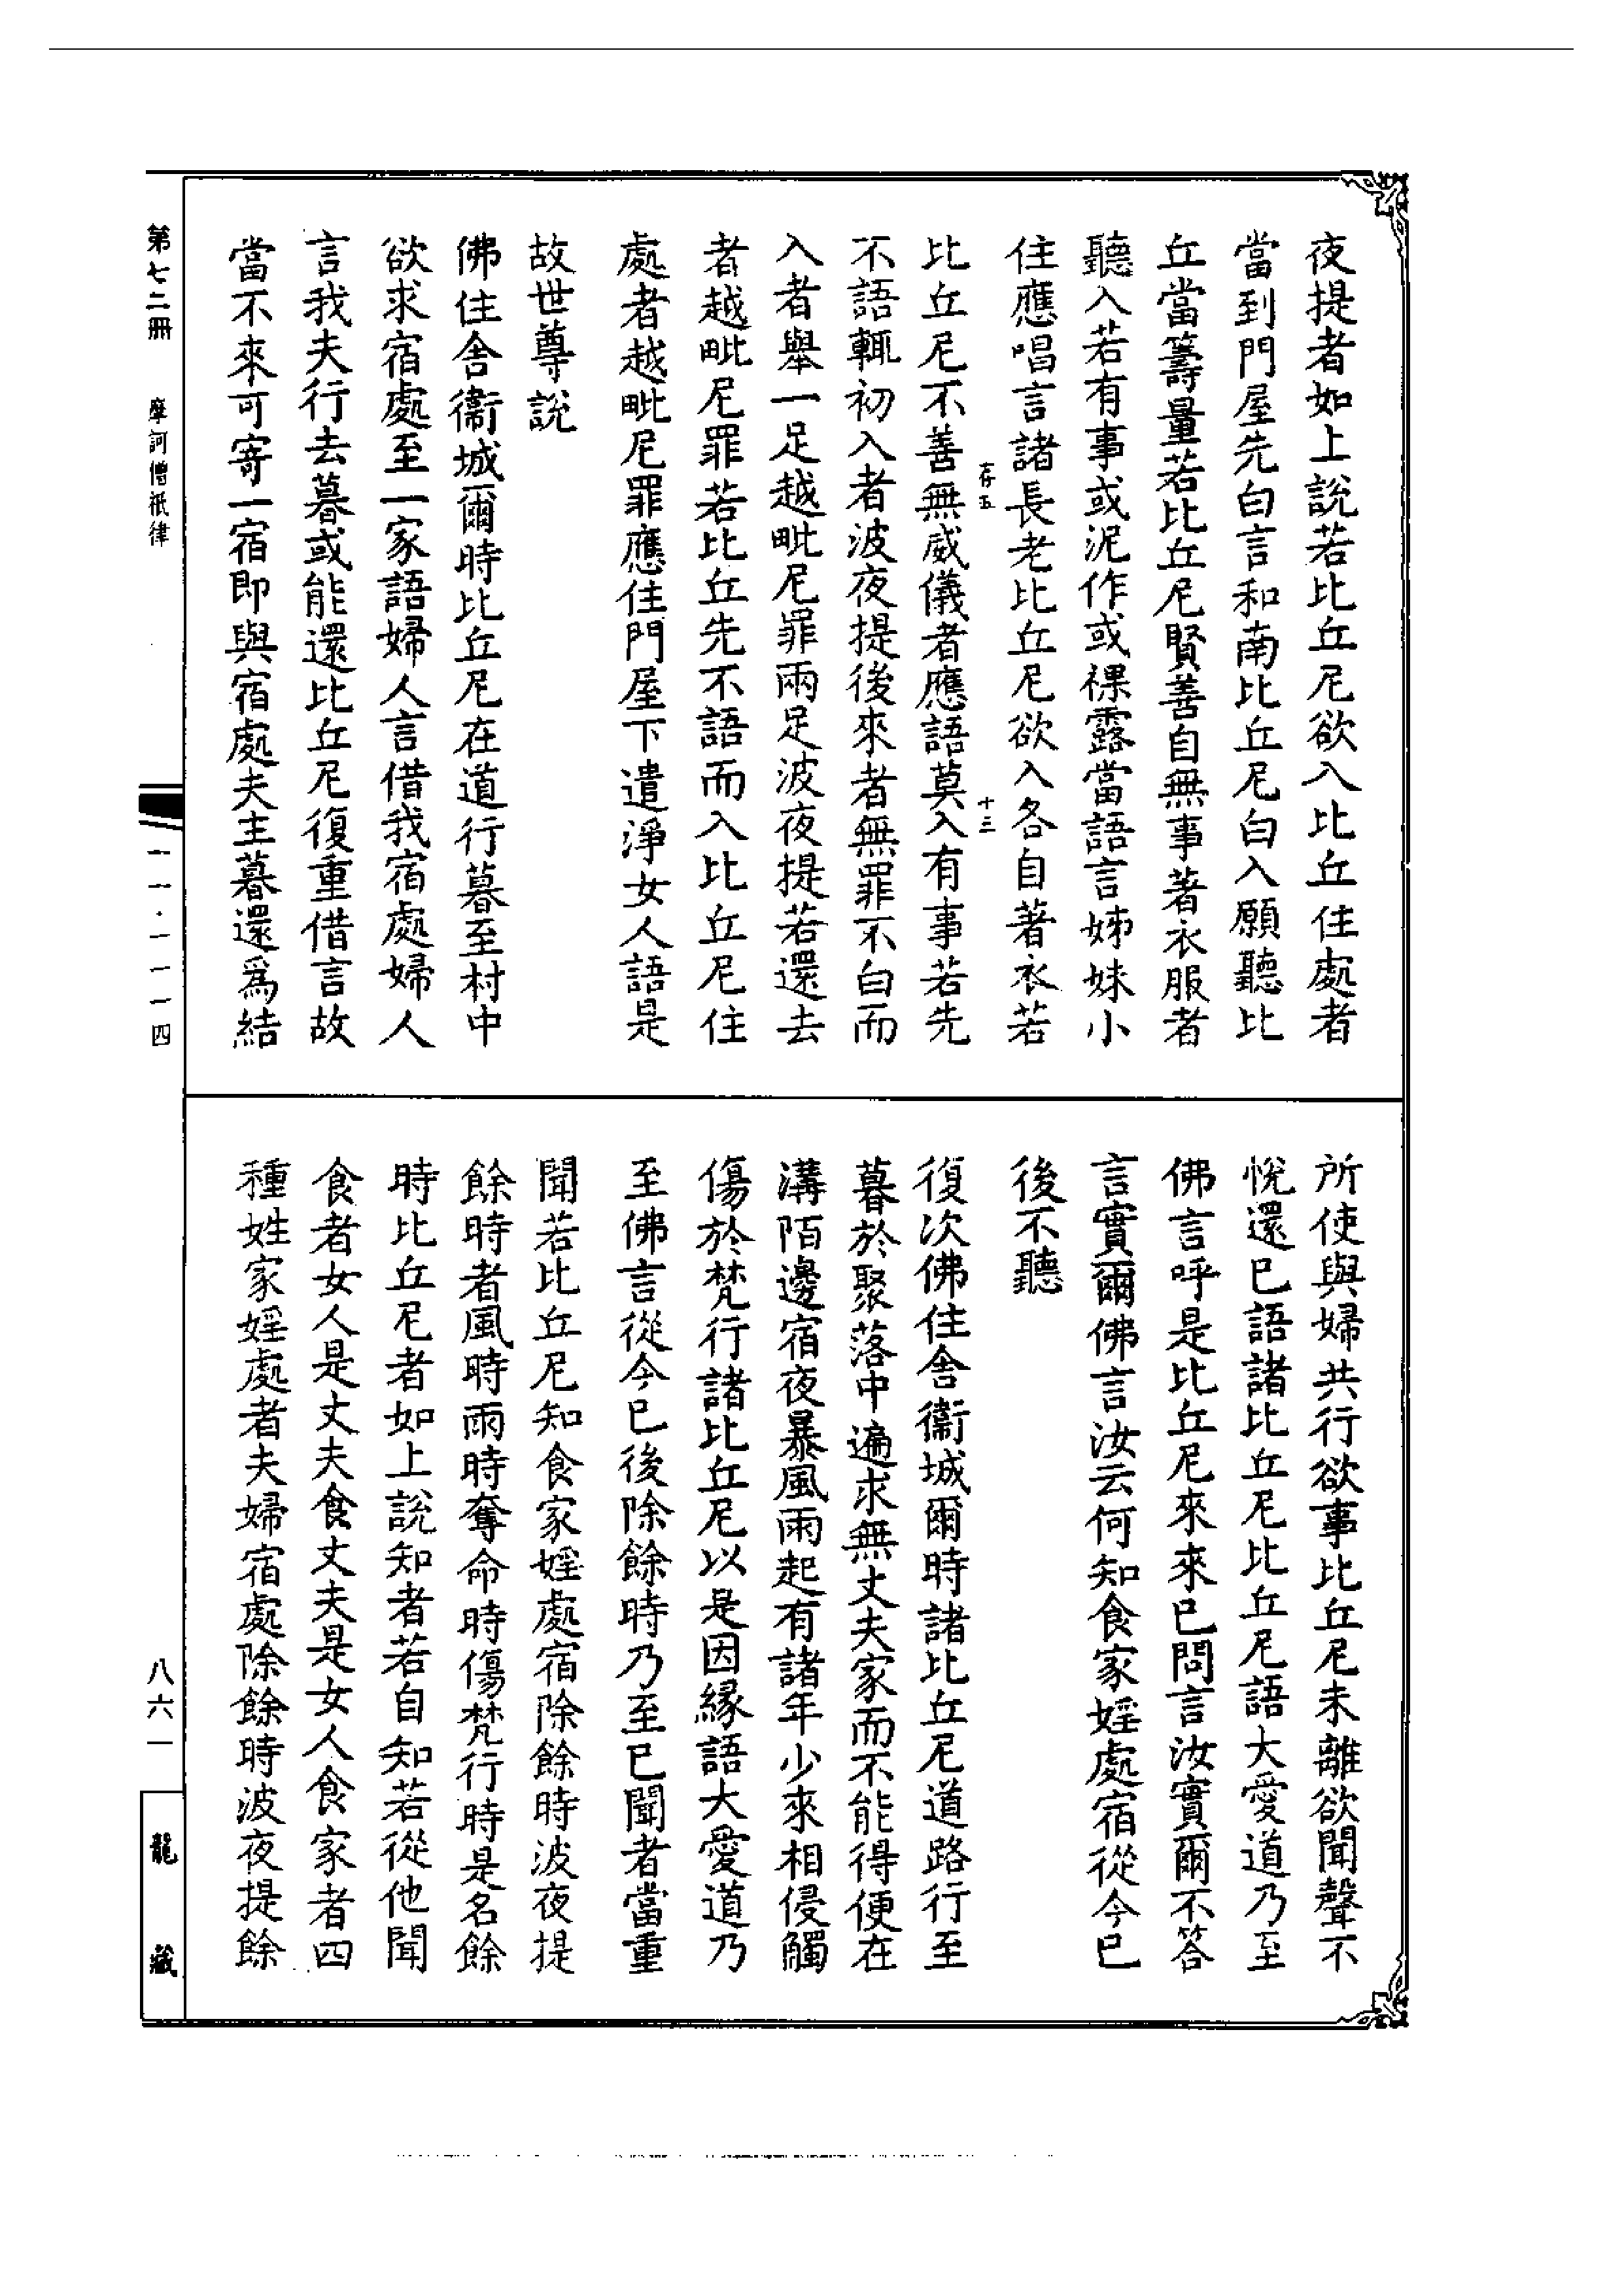 夜提者如上說若比丘尼欲入比丘住處者
當到門屋先白言和南比丘尼白入願聽比
丘當籌量若比丘尼賢善自無事著衣服者
聽入若有事或泥作或裸露當語言姊妹小
住應唱言諸長老比丘尼欲入各自著衣若
十三
比丘尼不善無威儀者應語莫入有事若先
不語輒初入者波夜提後來者無罪不白而
入者舉一足越毗尼罪兩足波夜提若還去
者越毗尼罪若比丘先不語而入比丘尼住
處者越毗尼罪應住門屋下遣淨女人語是
故世尊說
佛住舍衞城爾時比丘尼在道行暮至村中
欲求宿處至一家語婦人言借我宿處婦人
言我夫行去暮或能還比丘尼復重借言故
當不來可寄一宿即與宿處夫主暮還爲結
所使與婦共行欲事比丘尼未離欲聞聲不
悅還已語諸比丘尼比丘尼語大愛道乃至
佛言呼是比丘尼來來已問言汝實爾不答
言實爾佛言汝云何知食家婬處宿從今已
後不聽
復次佛住舍衞城爾時諸比丘尼道路行至
暮於聚落中遍求無丈夫家而不能得便在
溝陌邊宿夜暴風雨起有諸年少來相侵觸
傷於梵行諸比丘尼以是因緣語大愛道乃
至佛言從今已後除餘時乃至已聞者當重
聞若比丘尼知食家婬處宿除餘時波夜提
餘時者風時雨時奪命時傷梵行時是名餘
時比丘尼者如上說知者若自知若從他聞
食者女人是丈夫食丈夫是女人食家者四
種姓家婬處者夫婦宿處除餘時波夜提餘
第七二冊 摩訶僧祇律
一一·一一一四
八六一
龍藏